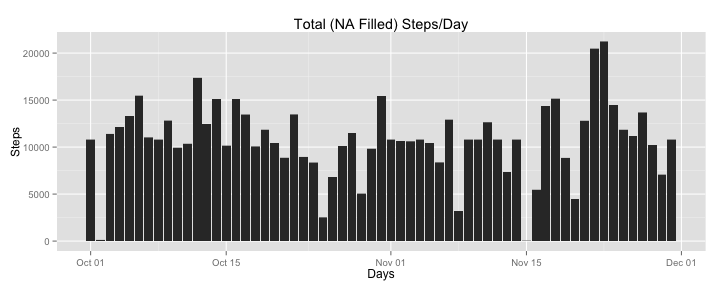 Total (NA Filled) Steps/Day
Steps
20000
15000
10000
5000
0
Oct 01
Oct 15
Nov 01
Nov 15
Dec 01
Days